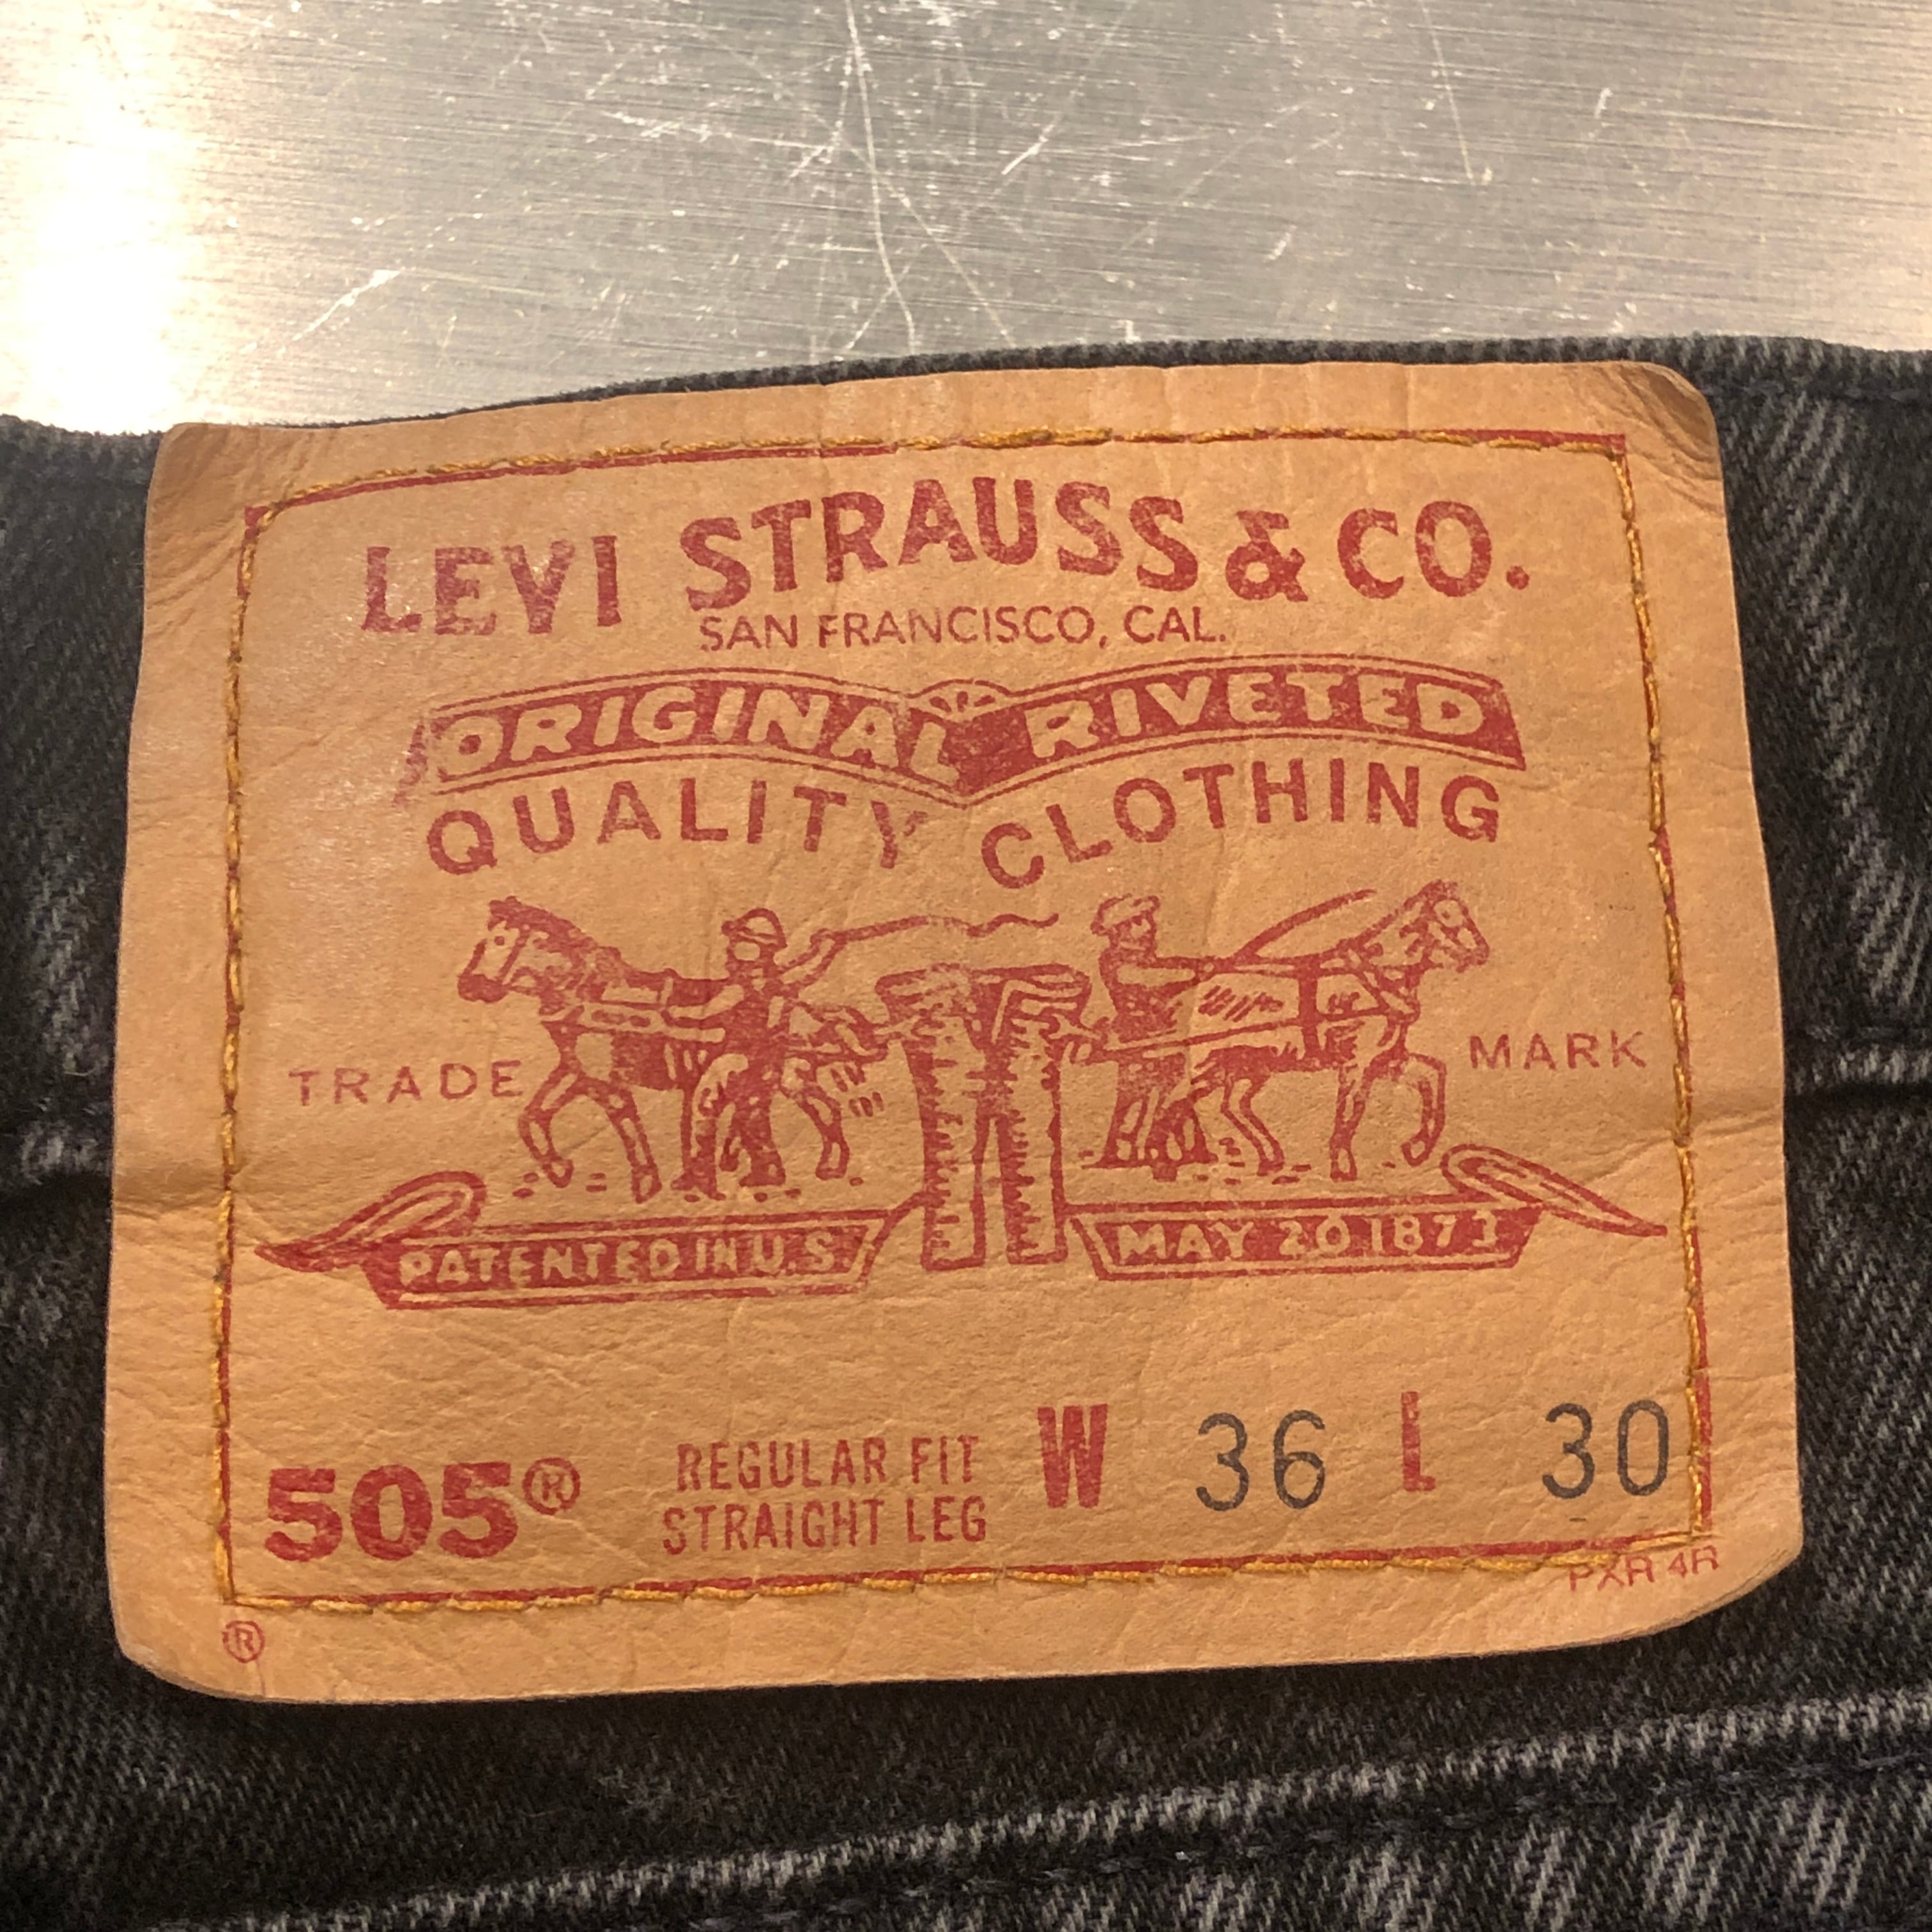 LEVI STRAUSS & CO.
SAN FRANCISCO, CAL.
ORIGINAL RIVETED
QUALITY CLOTHING
TRADE MARK
PATENTED IN U.S. MAY 20 1873
505® REGULAR FIT W 36 L 30
STRAIGHT LEG
PXR 4R
®